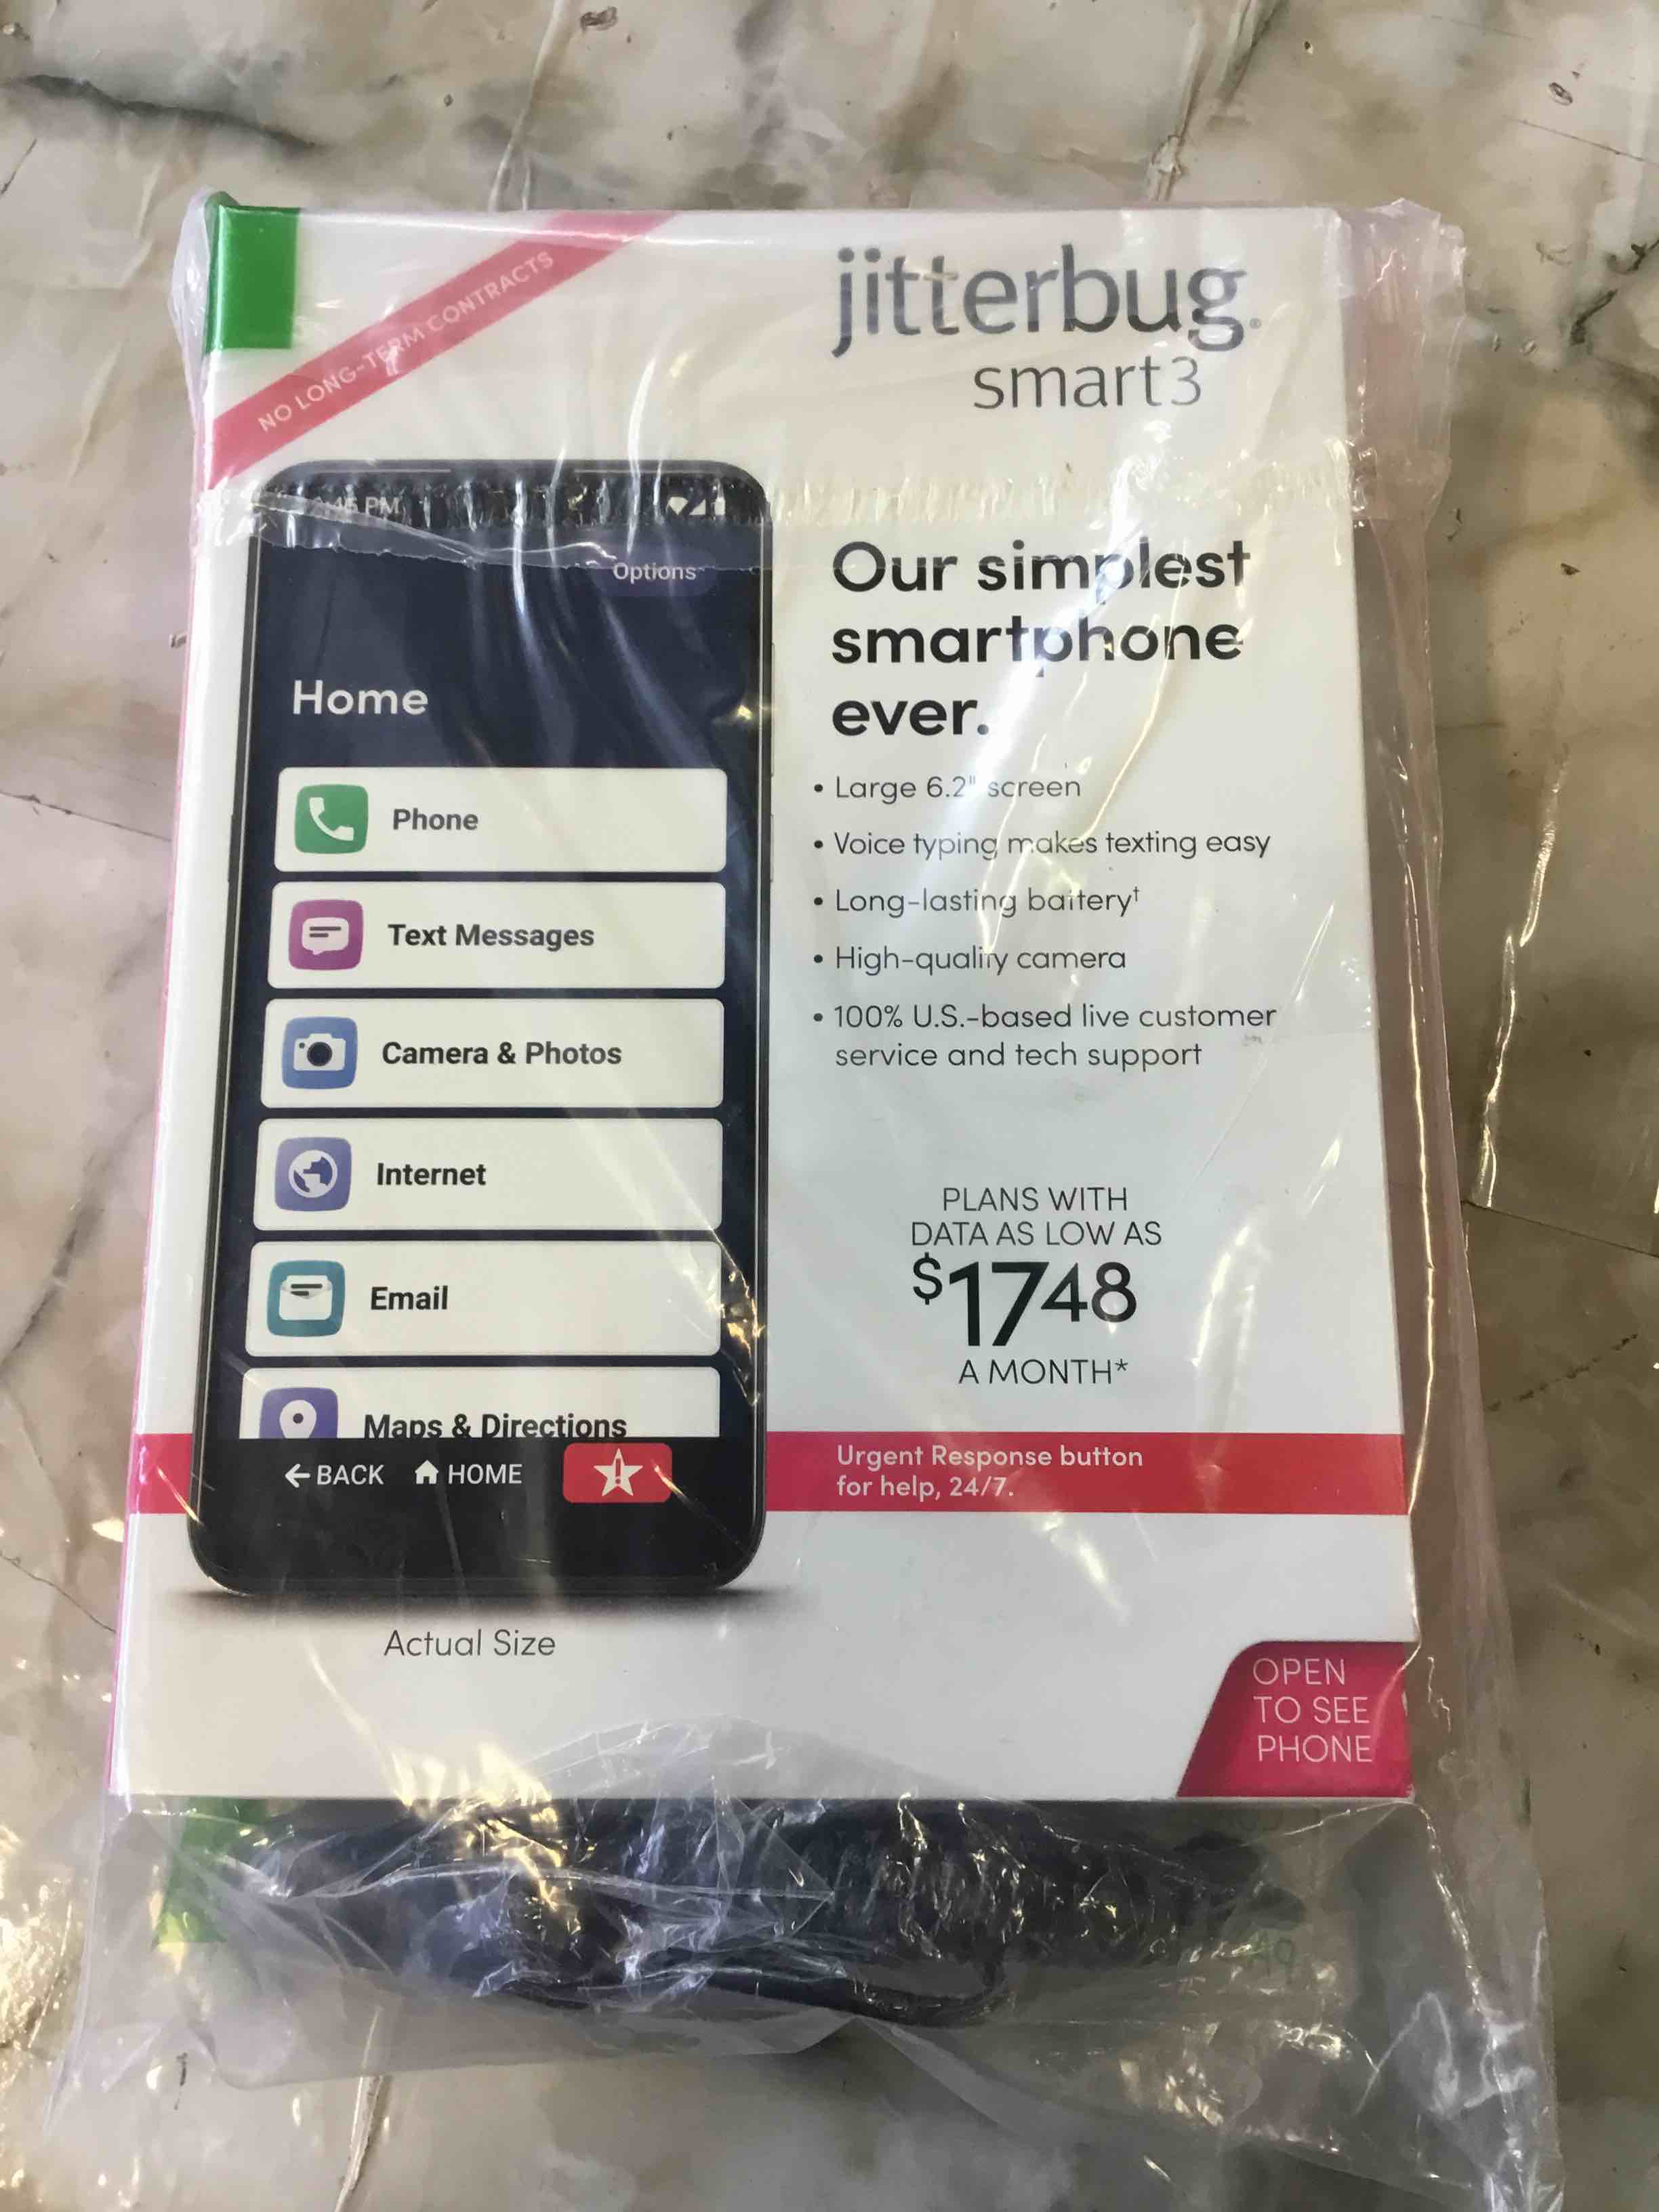 NO LONG-TERM CONTRACTS
jitterbug®
smart3
Options
Home
Phone
Text Messages
Camera & Photos
Internet
Email
Maps & Directions
BACK HOME
Actual Size
Our simplest
smartphone
ever.
• Large 6.2" screen
• Voice typing makes texting easy
• Long-lasting battery†
• High-quality camera
• 100% U.S.-based live customer
service and tech support
PLANS WITH
DATA AS LOW AS
$1748
A MONTH*
Urgent Response button
for help, 24/7.
OPEN
TO SEE
PHONE